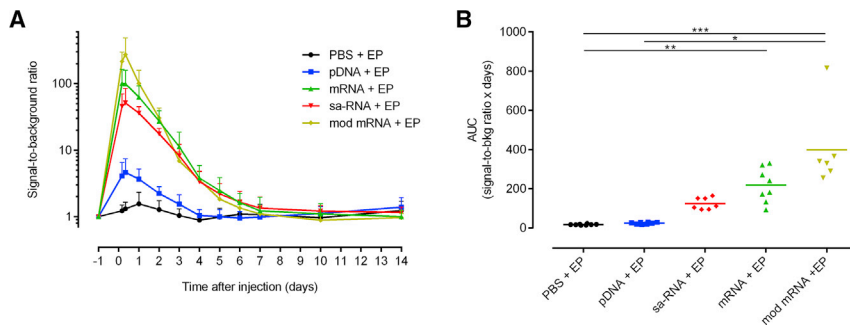 A
Signal-to-background ratio
100
10
1
-1 0 1 2 3 4 5 6 7 8 9 10 11 12 13 14
Time after injection (days)
PBS + EP
pDNA + EP
mRNA + EP
sa-RNA + EP
mod mRNA + EP
B
AUC
(signal-to-bkg ratio x days)
1000
800
600
400
200
0
***
*
**
PBS + EP
pDNA + EP
sa-RNA + EP
mRNA + EP
mod mRNA +EP